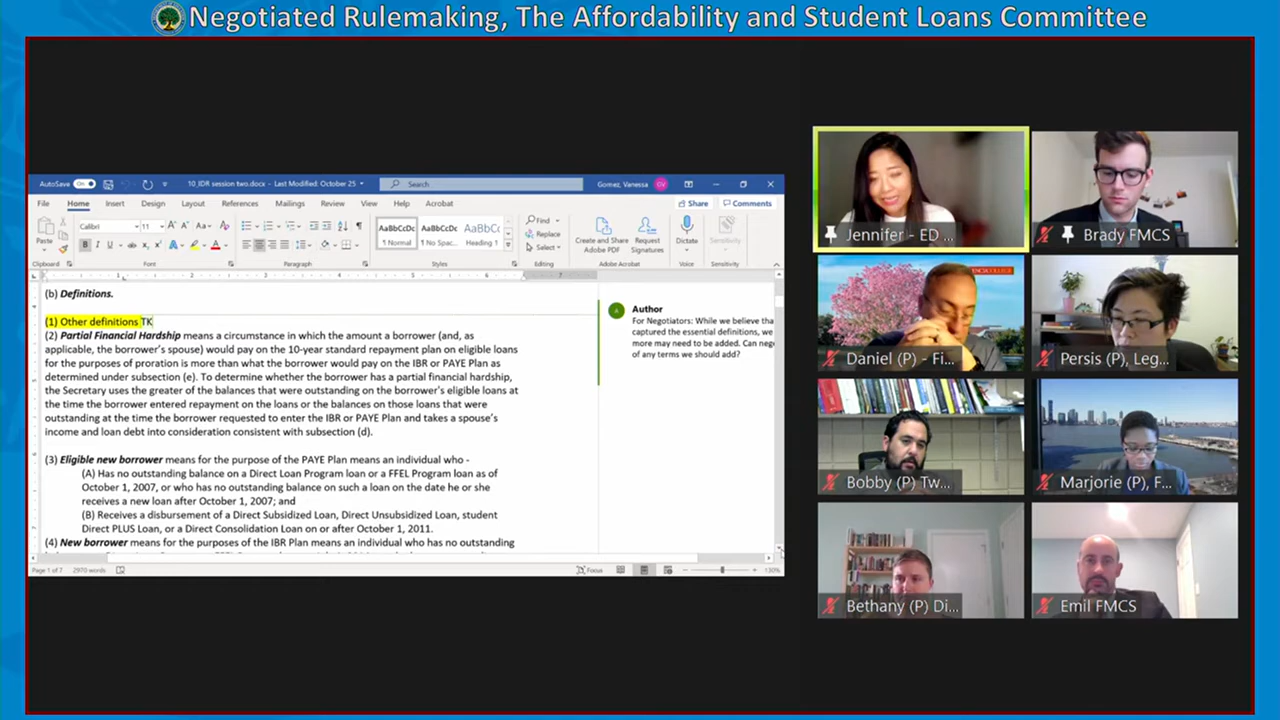 Negotiated Rulemaking, The Affordability and Student Loans Committee
AutoSave On
10_IDR session two.docx - Last Modified: October 25
Search
Gomez, Vanessa GV
File Home Insert Design Layout References Mailings Review View Help Acrobat Share Comments
Paste
Calibri 11
AaBbCcDc AaBbCcDc AaBbCc
1 Normal 1 No Spac... Heading 1
Find
Replace
Select
Create and Share Adobe PDF
Request Signatures
Dictate
Sensitivity
Clipboard Font Paragraph Styles Editing Adobe Acrobat Voice Sensitivity
(b) Definitions.
(1) Other definitions TK
(2) Partial Financial Hardship means a circumstance in which the amount a borrower (and, as
applicable, the borrower's spouse) would pay on the 10-year standard repayment plan on eligible loans
for the purposes of proration is more than what the borrower would pay on the IBR or PAYE Plan as
determined under subsection (e). To determine whether the borrower has a partial financial hardship,
the Secretary uses the greater of the balances that were outstanding on the borrower's eligible loans at
the time the borrower entered repayment on the loans or the balances on those loans that were
outstanding at the time the borrower requested to enter the IBR or PAYE Plan and takes a spouse's
income and loan debt into consideration consistent with subsection (d).
(3) Eligible new borrower means for the purpose of the PAYE Plan means an individual who -
(A) Has no outstanding balance on a Direct Loan Program loan or a FFEL Program loan as of
October 1, 2007, or who has no outstanding balance on such a loan on the date he or she
receives a new loan after October 1, 2007; and
(B) Receives a disbursement of a Direct Subsidized Loan, Direct Unsubsidized Loan, student
Direct PLUS Loan, or a Direct Consolidation Loan on or after October 1, 2011.
(4) New borrower means for the purposes of the IBR Plan means an individual who has no outstanding
A
Author
For Negotiators: While we believe tha
captured the essential definitions, we
more may need to be added. Can neg
of any terms we should add?
Page 1 of 7 2970 words
Focus
130%
Jennifer - ED ...
Brady FMCS
Daniel (P) - Fi...
Persis (P), Leg...
Bobby (P) Tw...
Marjorie (P), F...
Bethany (P) Di...
Emil FMCS